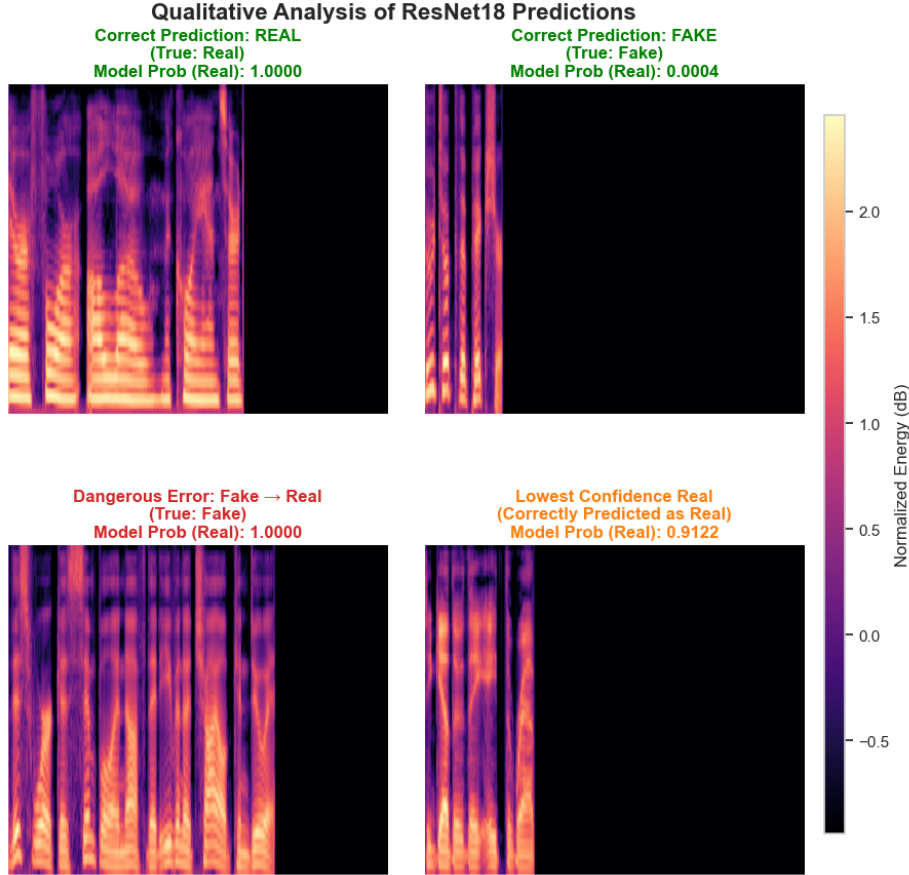 Qualitative Analysis of ResNet18 Predictions
Correct Prediction: REAL
(True: Real)
Model Prob (Real): 1.0000
Correct Prediction: FAKE
(True: Fake)
Model Prob (Real): 0.0004
Dangerous Error: Fake → Real
(True: Fake)
Model Prob (Real): 1.0000
Lowest Confidence Real
(Correctly Predicted as Real)
Model Prob (Real): 0.9122
2.0
1.5
1.0
0.5
0.0
−0.5
Normalized Energy (dB)